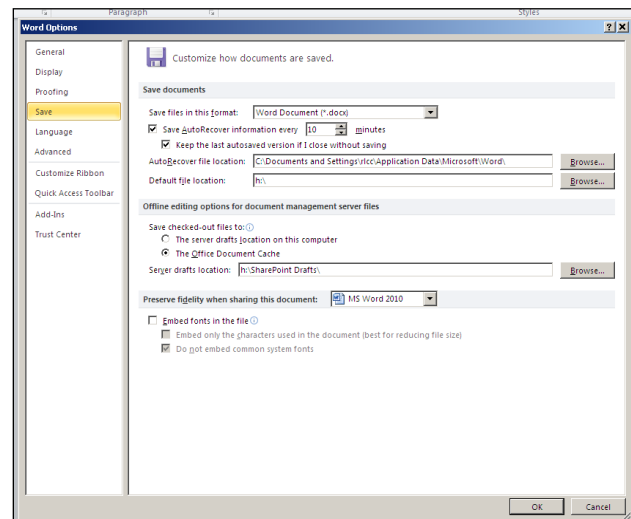 Paragraph Styles
Word Options
General
Display
Proofing
Save
Language
Advanced
Customize Ribbon
Quick Access Toolbar
Add-Ins
Trust Center
Customize how documents are saved.
Save documents
Save files in this format: Word Document (*.docx)
Save AutoRecover information every 10 minutes
Keep the last autosaved version if I close without saving
AutoRecover file location: C:\Documents and Settings\rlcc\Application Data\Microsoft\Word\ Browse...
Default file location: h:\ Browse...
Offline editing options for document management server files
Save checked-out files to:
The server drafts location on this computer
The Office Document Cache
Server drafts location: h:\SharePoint Drafts\ Browse...
Preserve fidelity when sharing this document: MS Word 2010
Embed fonts in the file
Embed only the characters used in the document (best for reducing file size)
Do not embed common system fonts
OK Cancel